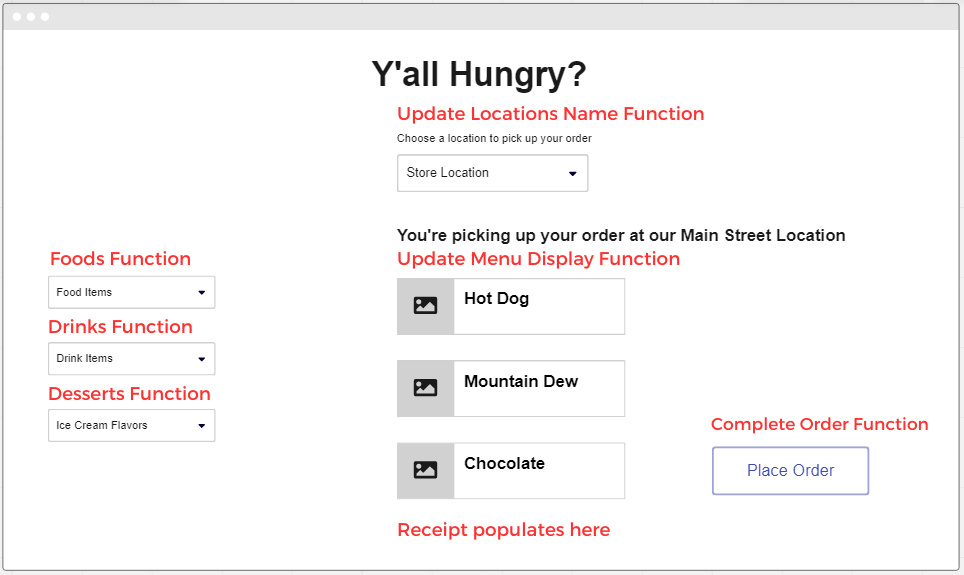 Y'all Hungry?
Update Locations Name Function
Choose a location to pick up your order
Store Location
You're picking up your order at our Main Street Location
Foods Function
Food Items
Drinks Function
Drink Items
Desserts Function
Ice Cream Flavors
Update Menu Display Function
Hot Dog
Mountain Dew
Chocolate
Complete Order Function
Place Order
Receipt populates here